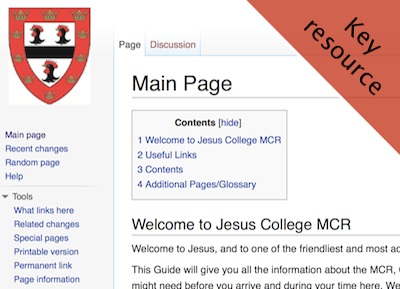 Key
resource
Page
Discussion
Main Page
Contents [hide]
1 Welcome to Jesus College MCR
2 Useful Links
3 Contents
4 Additional Pages/Glossary
Main page
Recent changes
Random page
Help
Tools
What links here
Related changes
Special pages
Printable version
Permanent link
Page information
Welcome to Jesus College MCR
Welcome to Jesus, and to one of the friendliest and most
This Guide will give you all the information about the MCR,
might need before you arrive and during your time here. We